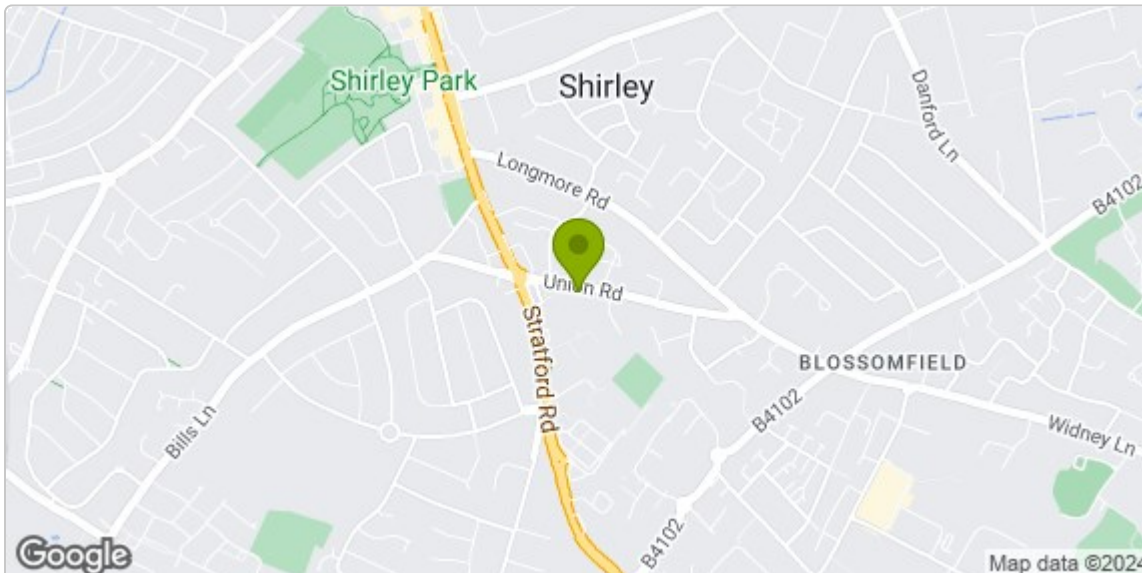 Shirley Park
Shirley
Danford Ln
Longmore Rd
B4102
Union Rd
Stratford Rd
BLOSSOMFIELD
B4102
Widney Ln
Bills Ln
B4102
Google
Map data ©2024